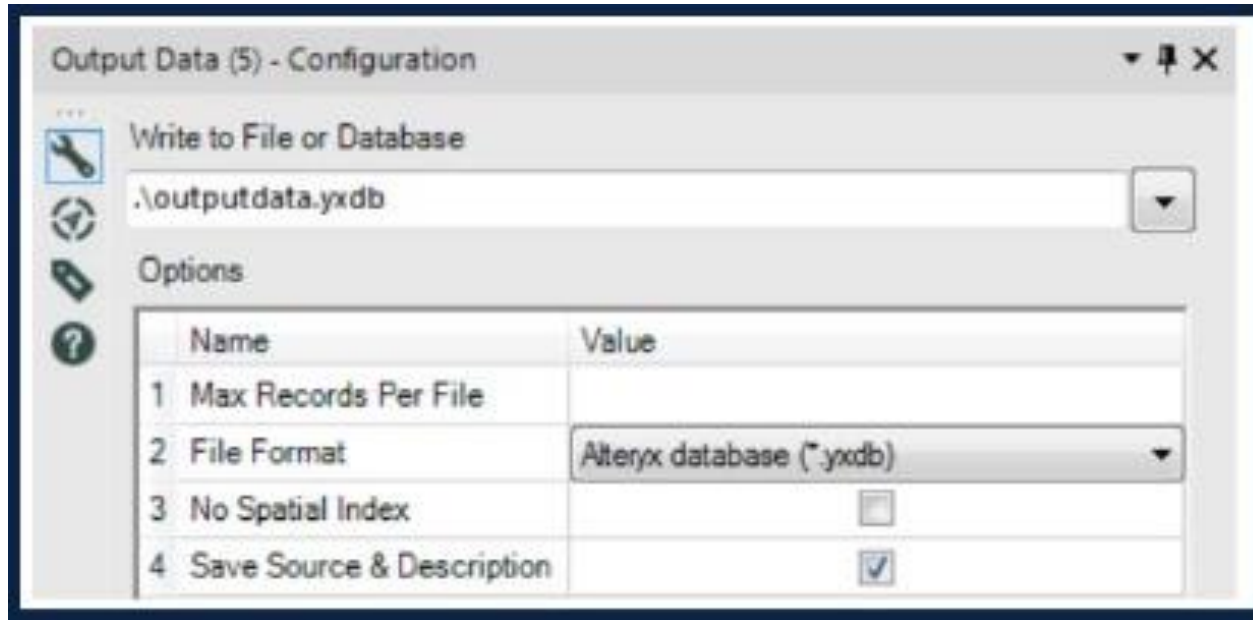 Output Data (5) - Configuration
Write to File or Database
.\outputdata.yxdb
Options
Name Value
1 Max Records Per File
2 File Format Alteryx database (*.yxdb)
3 No Spatial Index
4 Save Source & Description